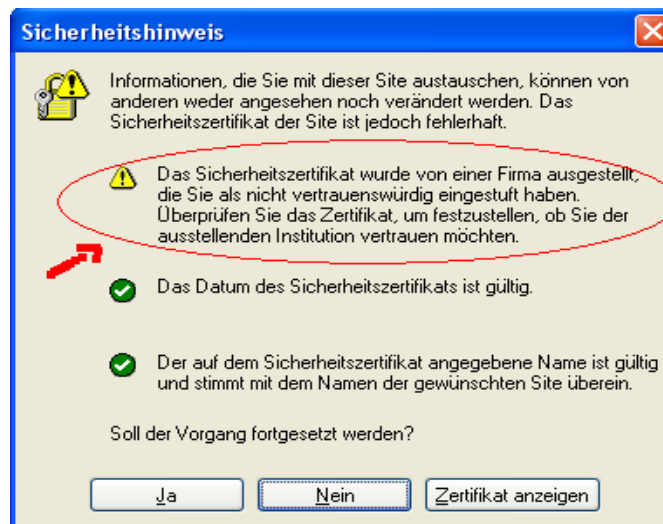 Sicherheitshinweis
Informationen, die Sie mit dieser Site austauschen, können von
anderen weder angesehen noch verändert werden. Das
Sicherheitszertifikat der Site ist jedoch fehlerhaft.
Das Sicherheitszertifikat wurde von einer Firma ausgestellt,
die Sie als nicht vertrauenswürdig eingestuft haben.
Überprüfen Sie das Zertifikat, um festzustellen, ob Sie der
ausstellenden Institution vertrauen möchten.
Das Datum des Sicherheitszertifikats ist gültig.
Der auf dem Sicherheitszertifikat angegebene Name ist gültig
und stimmt mit dem Namen der gewünschten Site überein.
Soll der Vorgang fortgesetzt werden?
Ja Nein Zertifikat anzeigen